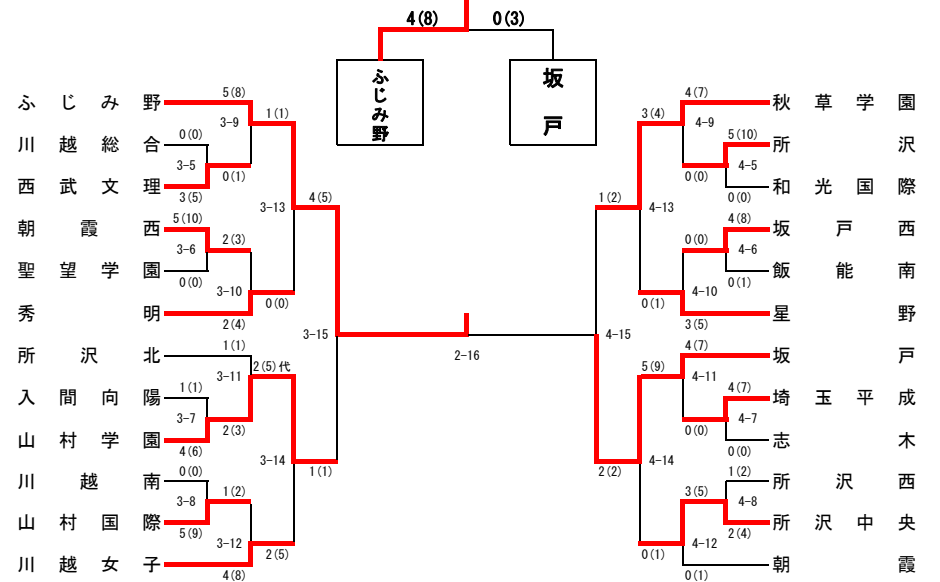 4(8) 0(3)
ふじみ野
坂戸
ふじみ野
川越総合
西武文理
朝霞西
聖望学園
秀明
所沢北
入間向陽
山村学園
川越南
山村国際
川越女子
5(8)
3-9
0(0)
3-5
3(5)
0(1)
1(1)
5(10)
3-6
0(0)
2(3)
3-10
2(4)
0(0)
3-13
4(5)
3-15
1(1)
3-11
2(5)代
1(1)
3-7
4(6)
2(3)
3-14
1(1)
0(0)
3-8
5(9)
1(2)
3-12
4(8)
2(5)
2-16
秋草学園
所沢
和光国際
坂戸西
飯能南
星野
坂戸
埼玉平成
志木
所沢西
所沢中央
朝霞
4(7)
3(4)
4-9
5(10)
4-5
0(0)
0(0)
1(2)
4-13
4(8)
0(0)
4-6
0(1)
4-10
0(1)
3(5)
4-15
4(7)
5(9)
4-11
4(7)
4-7
0(0)
0(0)
2(2)
4-14
1(2)
3(5)
4-8
2(4)
4-12
0(1)
0(1)